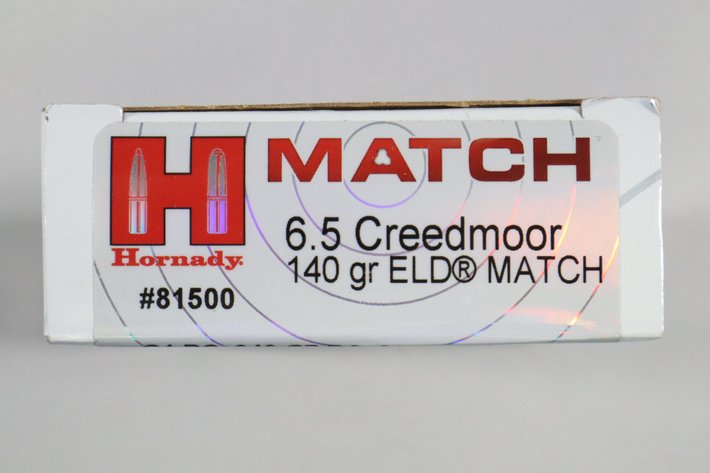 MATCH
6.5 Creedmoor
140 gr ELD® MATCH
Hornady®
#81500